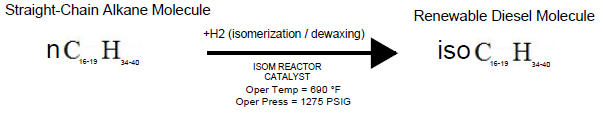 Straight-Chain Alkane Molecule
Renewable Diesel Molecule
+H2 (isomerization / dewaxing)
nC16-19H34-40
isoC16-19H34-40
ISOM REACTOR
CATALYST
Oper Temp = 690 °F
Oper Press = 1275 PSIG